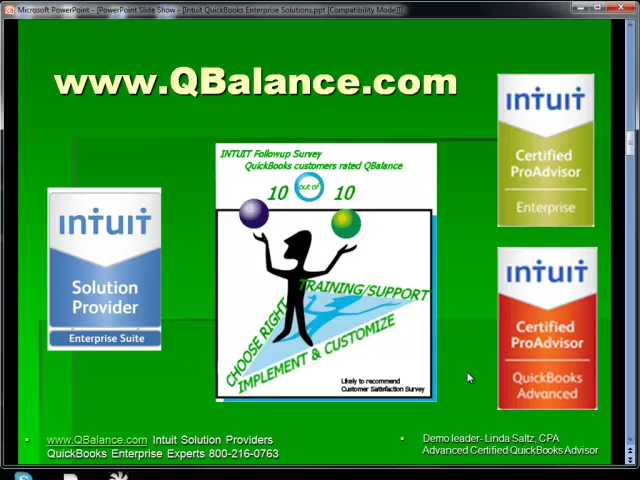 Microsoft PowerPoint - [PowerPoint Slide Show - [Intuit QuickBooks Enterprise Solutions.ppt [Compatibility Mode]]]
www.QBalance.com
INTUIT Followup Survey
QuickBooks customers rated QBalance
10 out of 10
TRAINING/SUPPORT
CHOOSE RIGHT
IMPLEMENT & CUSTOMIZE
Likely to recommend
Customer Satisfaction Survey
intuit
Solution
Provider
Enterprise Suite
intuit
Certified
ProAdvisor
Enterprise
intuit
Certified
ProAdvisor
QuickBooks
Advanced
www.QBalance.com Intuit Solution Providers
QuickBooks Enterprise Experts 800-216-0763
Demo leader- Linda Saltz, CPA
Advanced Certified QuickBooks Advisor